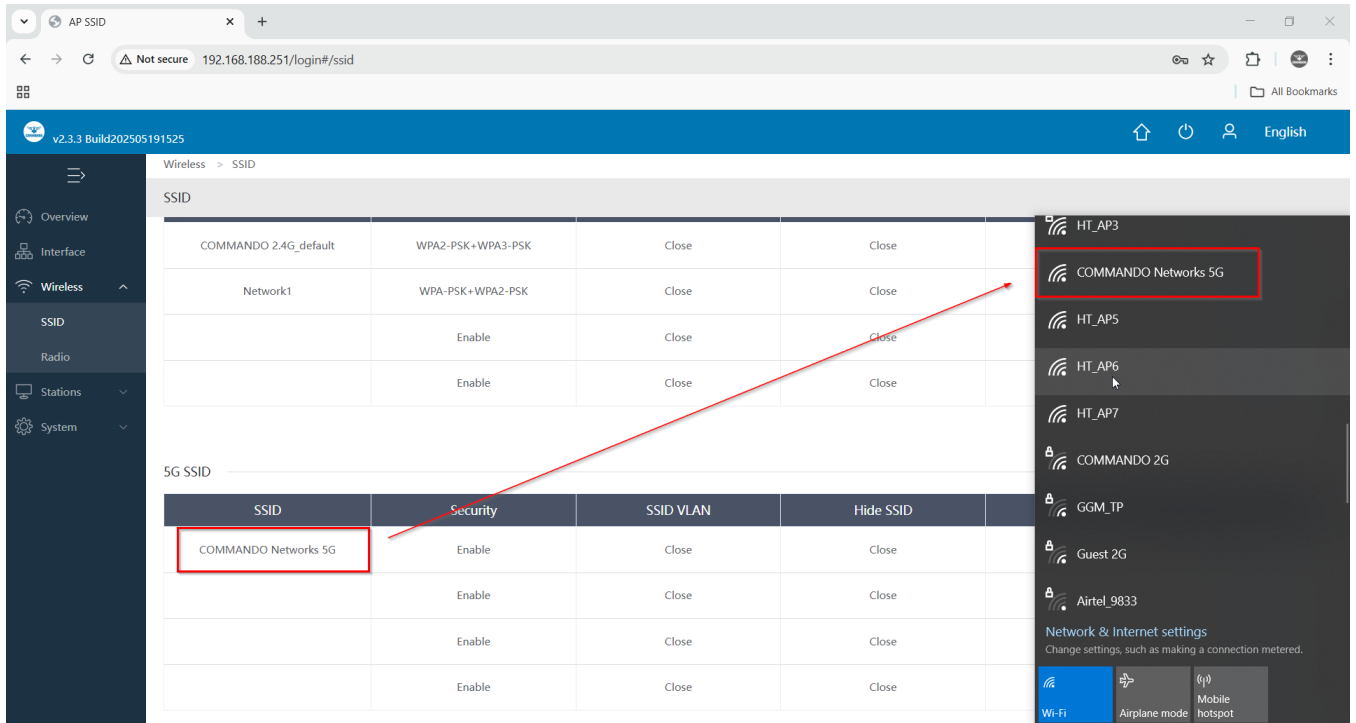 AP SSID
Not secure 192.168.188.251/login#/ssid
All Bookmarks
v2.3.3 Build202505191525
English
Overview
Interface
Wireless
SSID
Radio
Stations
System
Wireless > SSID
SSID
COMMANDO 2.4G_default WPA2-PSK+WPA3-PSK Close Close
Network1 WPA-PSK+WPA2-PSK Close Close
Enable Close Close
Enable Close Close
5G SSID
SSID Security SSID VLAN Hide SSID
COMMANDO Networks 5G Enable Close Close
Enable Close Close
Enable Close Close
Enable Close Close
HT_AP3
COMMANDO Networks 5G
HT_AP5
HT_AP6
HT_AP7
COMMANDO 2G
GGM_TP
Guest 2G
Airtel_9833
Network & Internet settings
Change settings, such as making a connection metered.
Wi-Fi
Airplane mode
Mobile
hotspot